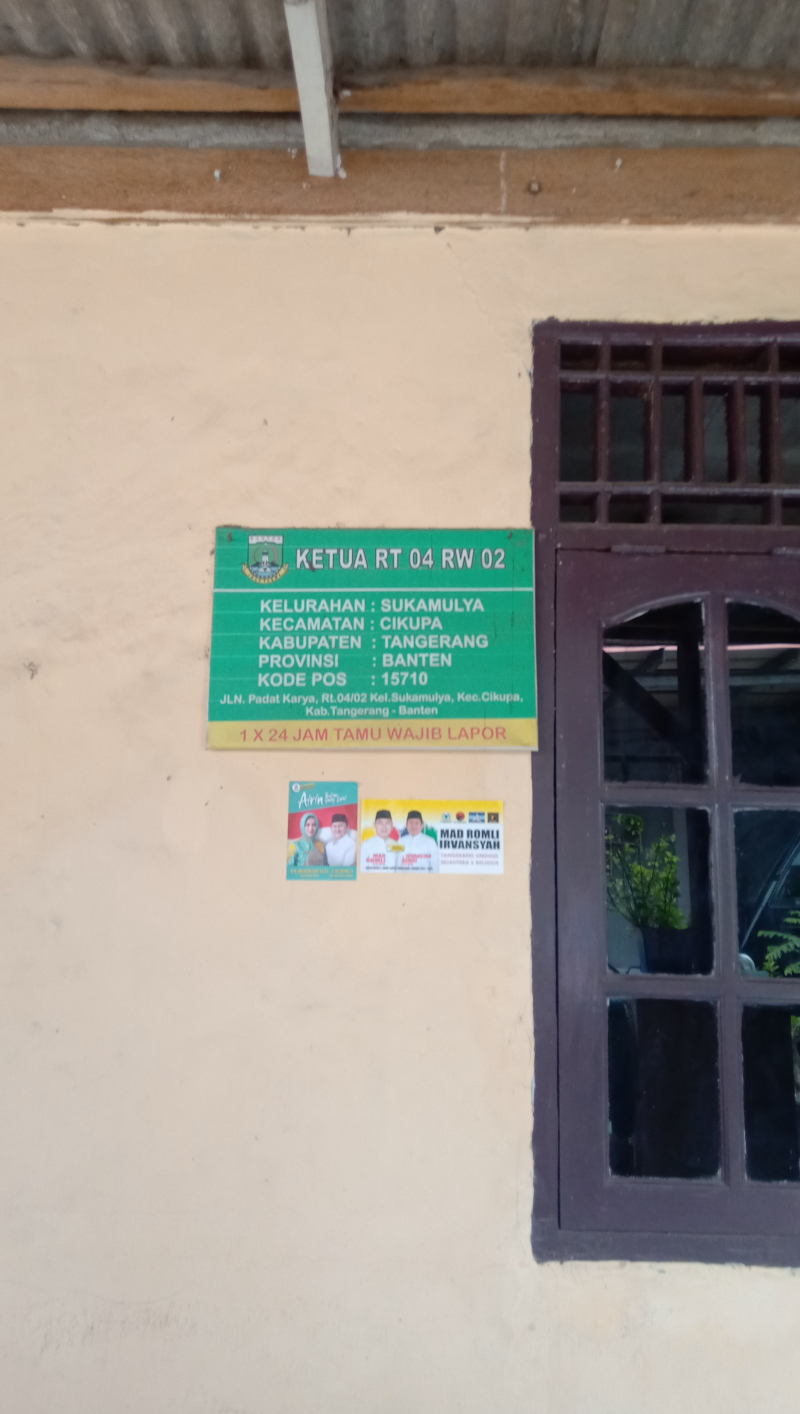 BANTEN
KETUA RT 04 RW 02
KELURAHAN : SUKAMULYA
KECAMATAN : CIKUPA
KABUPATEN : TANGERANG
PROVINSI : BANTEN
KODE POS : 15710
JLN. Padat Karya, Rt.04/02 Kel.Sukamulya, Kec.Cikupa,
Kab.Tangerang - Banten
1 X 24 JAM TAMU WAJIB LAPOR
Airin
MAD ROMLI
IRVANSYAH